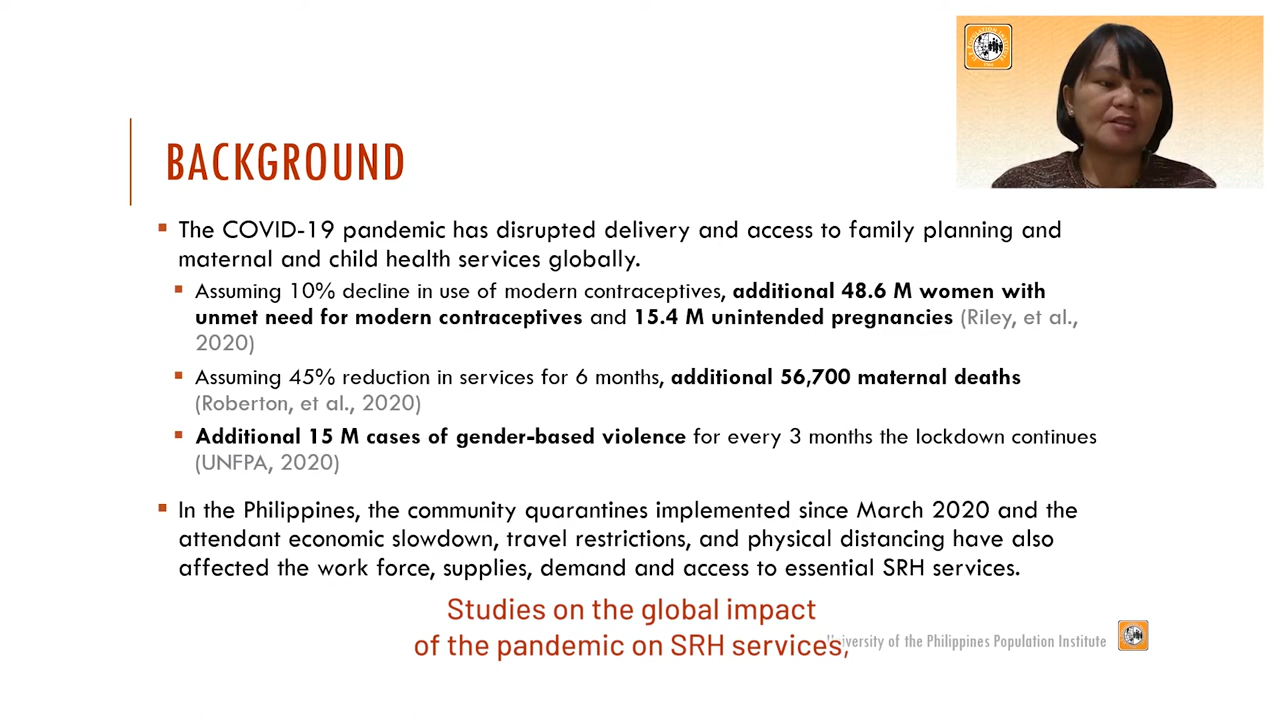 BACKGROUND
The COVID-19 pandemic has disrupted delivery and access to family planning and
maternal and child health services globally.
Assuming 10% decline in use of modern contraceptives, additional 48.6 M women with
unmet need for modern contraceptives and 15.4 M unintended pregnancies (Riley, et al.,
2020)
Assuming 45% reduction in services for 6 months, additional 56,700 maternal deaths
(Roberton, et al., 2020)
Additional 15 M cases of gender-based violence for every 3 months the lockdown continues
(UNFPA, 2020)
In the Philippines, the community quarantines implemented since March 2020 and the
attendant economic slowdown, travel restrictions, and physical distancing have also
affected the work force, supplies, demand and access to essential SRH services.
Studies on the global impact
of the pandemic on SRH services,
University of the Philippines Population Institute